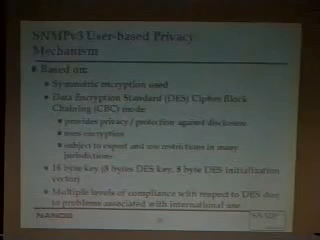 SNMPv3 User-based Privacy
Mechanism
Based on:
Symmetric encryption used
Data Encryption Standard (DES) Cipher Block
Chaining (CBC) mode
provides privacy / protection against disclosure
uses encryption
subject to export and use restrictions in many
jurisdictions
16 byte key (8 bytes DES key, 8 byte DES initialization
vector)
Multiple levels of compliance with respect to DES due
to problems associated with international use
NANOG
SNMP